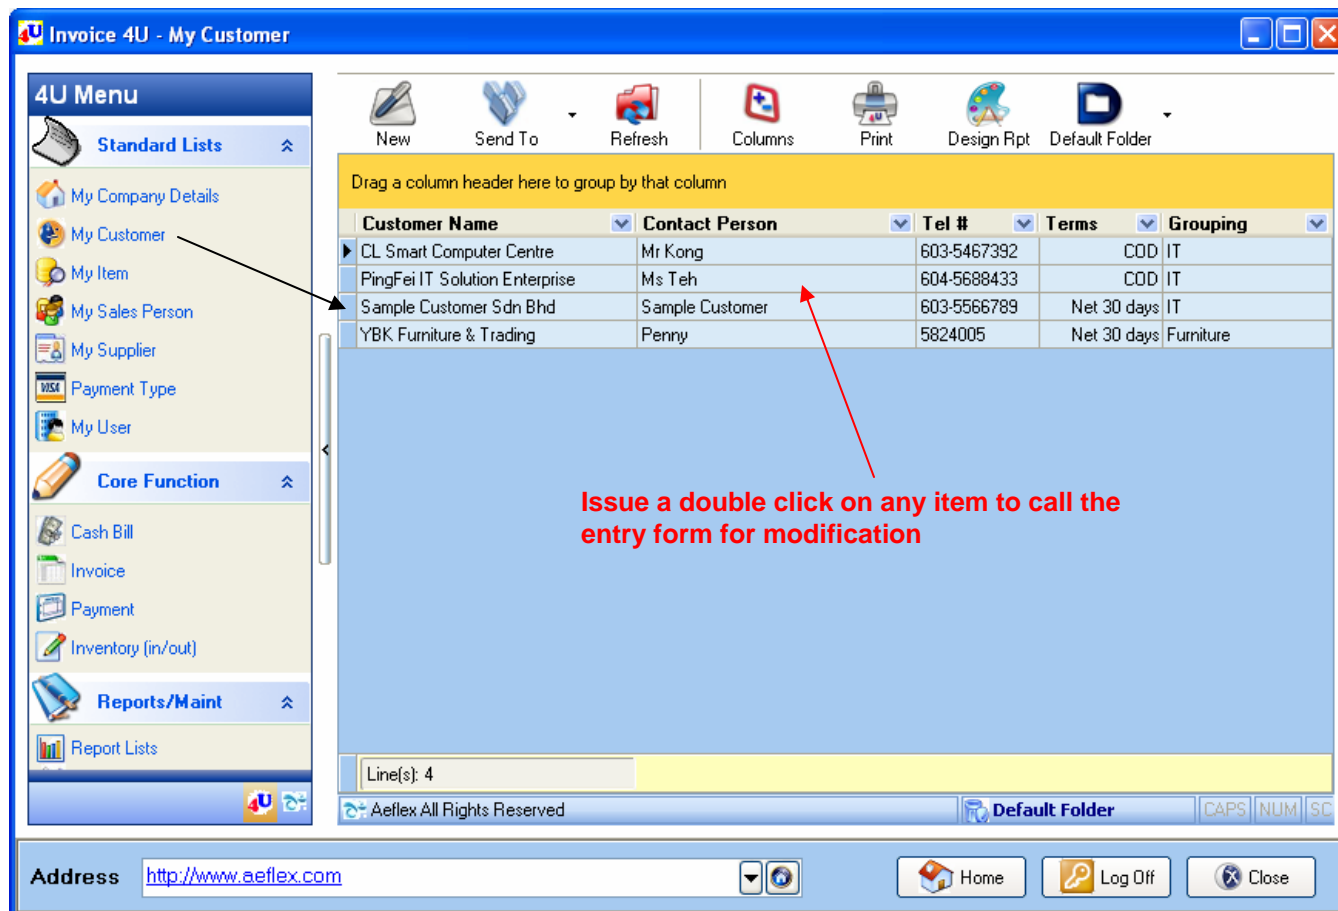 4U Invoice 4U - My Customer
4U Menu
Standard Lists
My Company Details
My Customer
My Item
My Sales Person
My Supplier
VISA Payment Type
My User
Core Function
Cash Bill
Invoice
Payment
Inventory (in/out)
Reports/Maint
Report Lists
4U
New Send To Refresh Columns Print Design Rpt Default Folder
Drag a column header here to group by that column
Customer Name Contact Person Tel # Terms Grouping
CL Smart Computer Centre Mr Kong 603-5467392 COD IT
PingFei IT Solution Enterprise Ms Teh 604-5688433 COD IT
Sample Customer Sdn Bhd Sample Customer 603-5566789 Net 30 days IT
YBK Furniture & Trading Penny 5824005 Net 30 days Furniture
Issue a double click on any item to call the
entry form for modification
Line(s): 4
Aeflex All Rights Reserved Default Folder CAPS NUM SC
Address http://www.aeflex.com Home Log Off Close